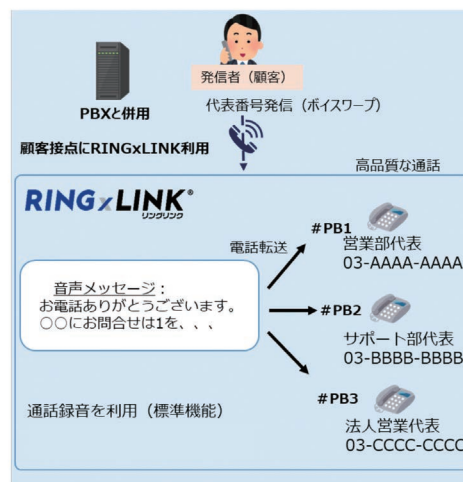 発信者（顧客）
PBXと併用
代表番号発信（ボイスワープ）
顧客接点にRINGxLINK利用
高品質な通話
RINGxLINK®
リンクリンク
#PB1
営業部代表
03-AAAA-AAAA
電話転送
音声メッセージ：
お電話ありがとうございます。
○○にお問合せは1を、、、
#PB2
サポート部代表
03-BBBB-BBBB
#PB3
法人営業代表
03-CCCC-CCCC
通話録音を利用（標準機能）